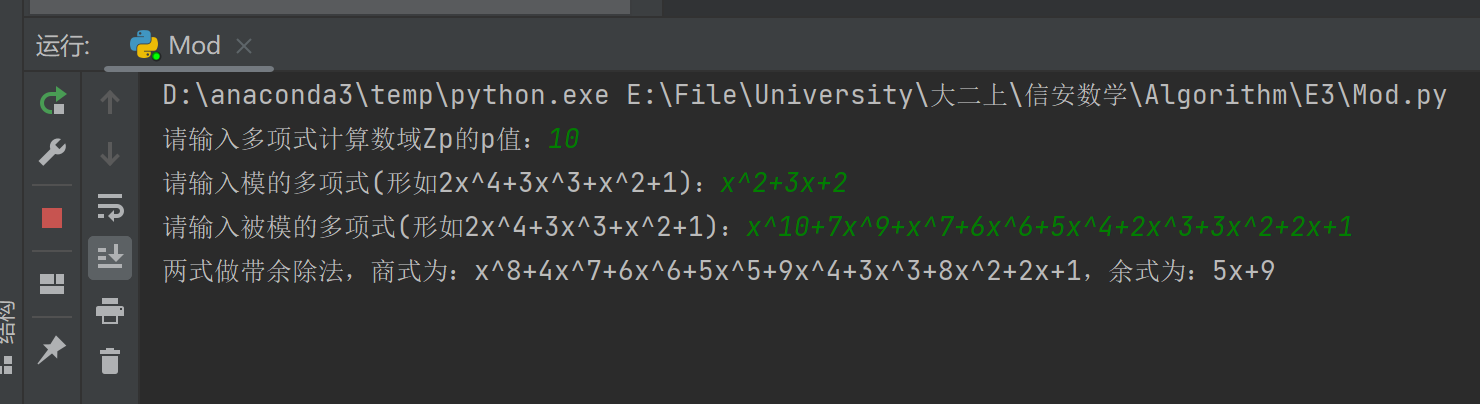 运行:
Mod
D:\anaconda3\temp\python.exe E:\File\University\大二上\信安数学\Algorithm\E3\Mod.py
请输入多项式计算数域Zp的p值：10
请输入模的多项式(形如2x^4+3x^3+x^2+1)：x^2+3x+2
请输入被模的多项式(形如2x^4+3x^3+x^2+1)：x^10+7x^9+x^7+6x^6+5x^4+2x^3+3x^2+2x+1
两式做带余除法，商式为：x^8+4x^7+6x^6+5x^5+9x^4+3x^3+8x^2+2x+1，余式为：5x+9
结构